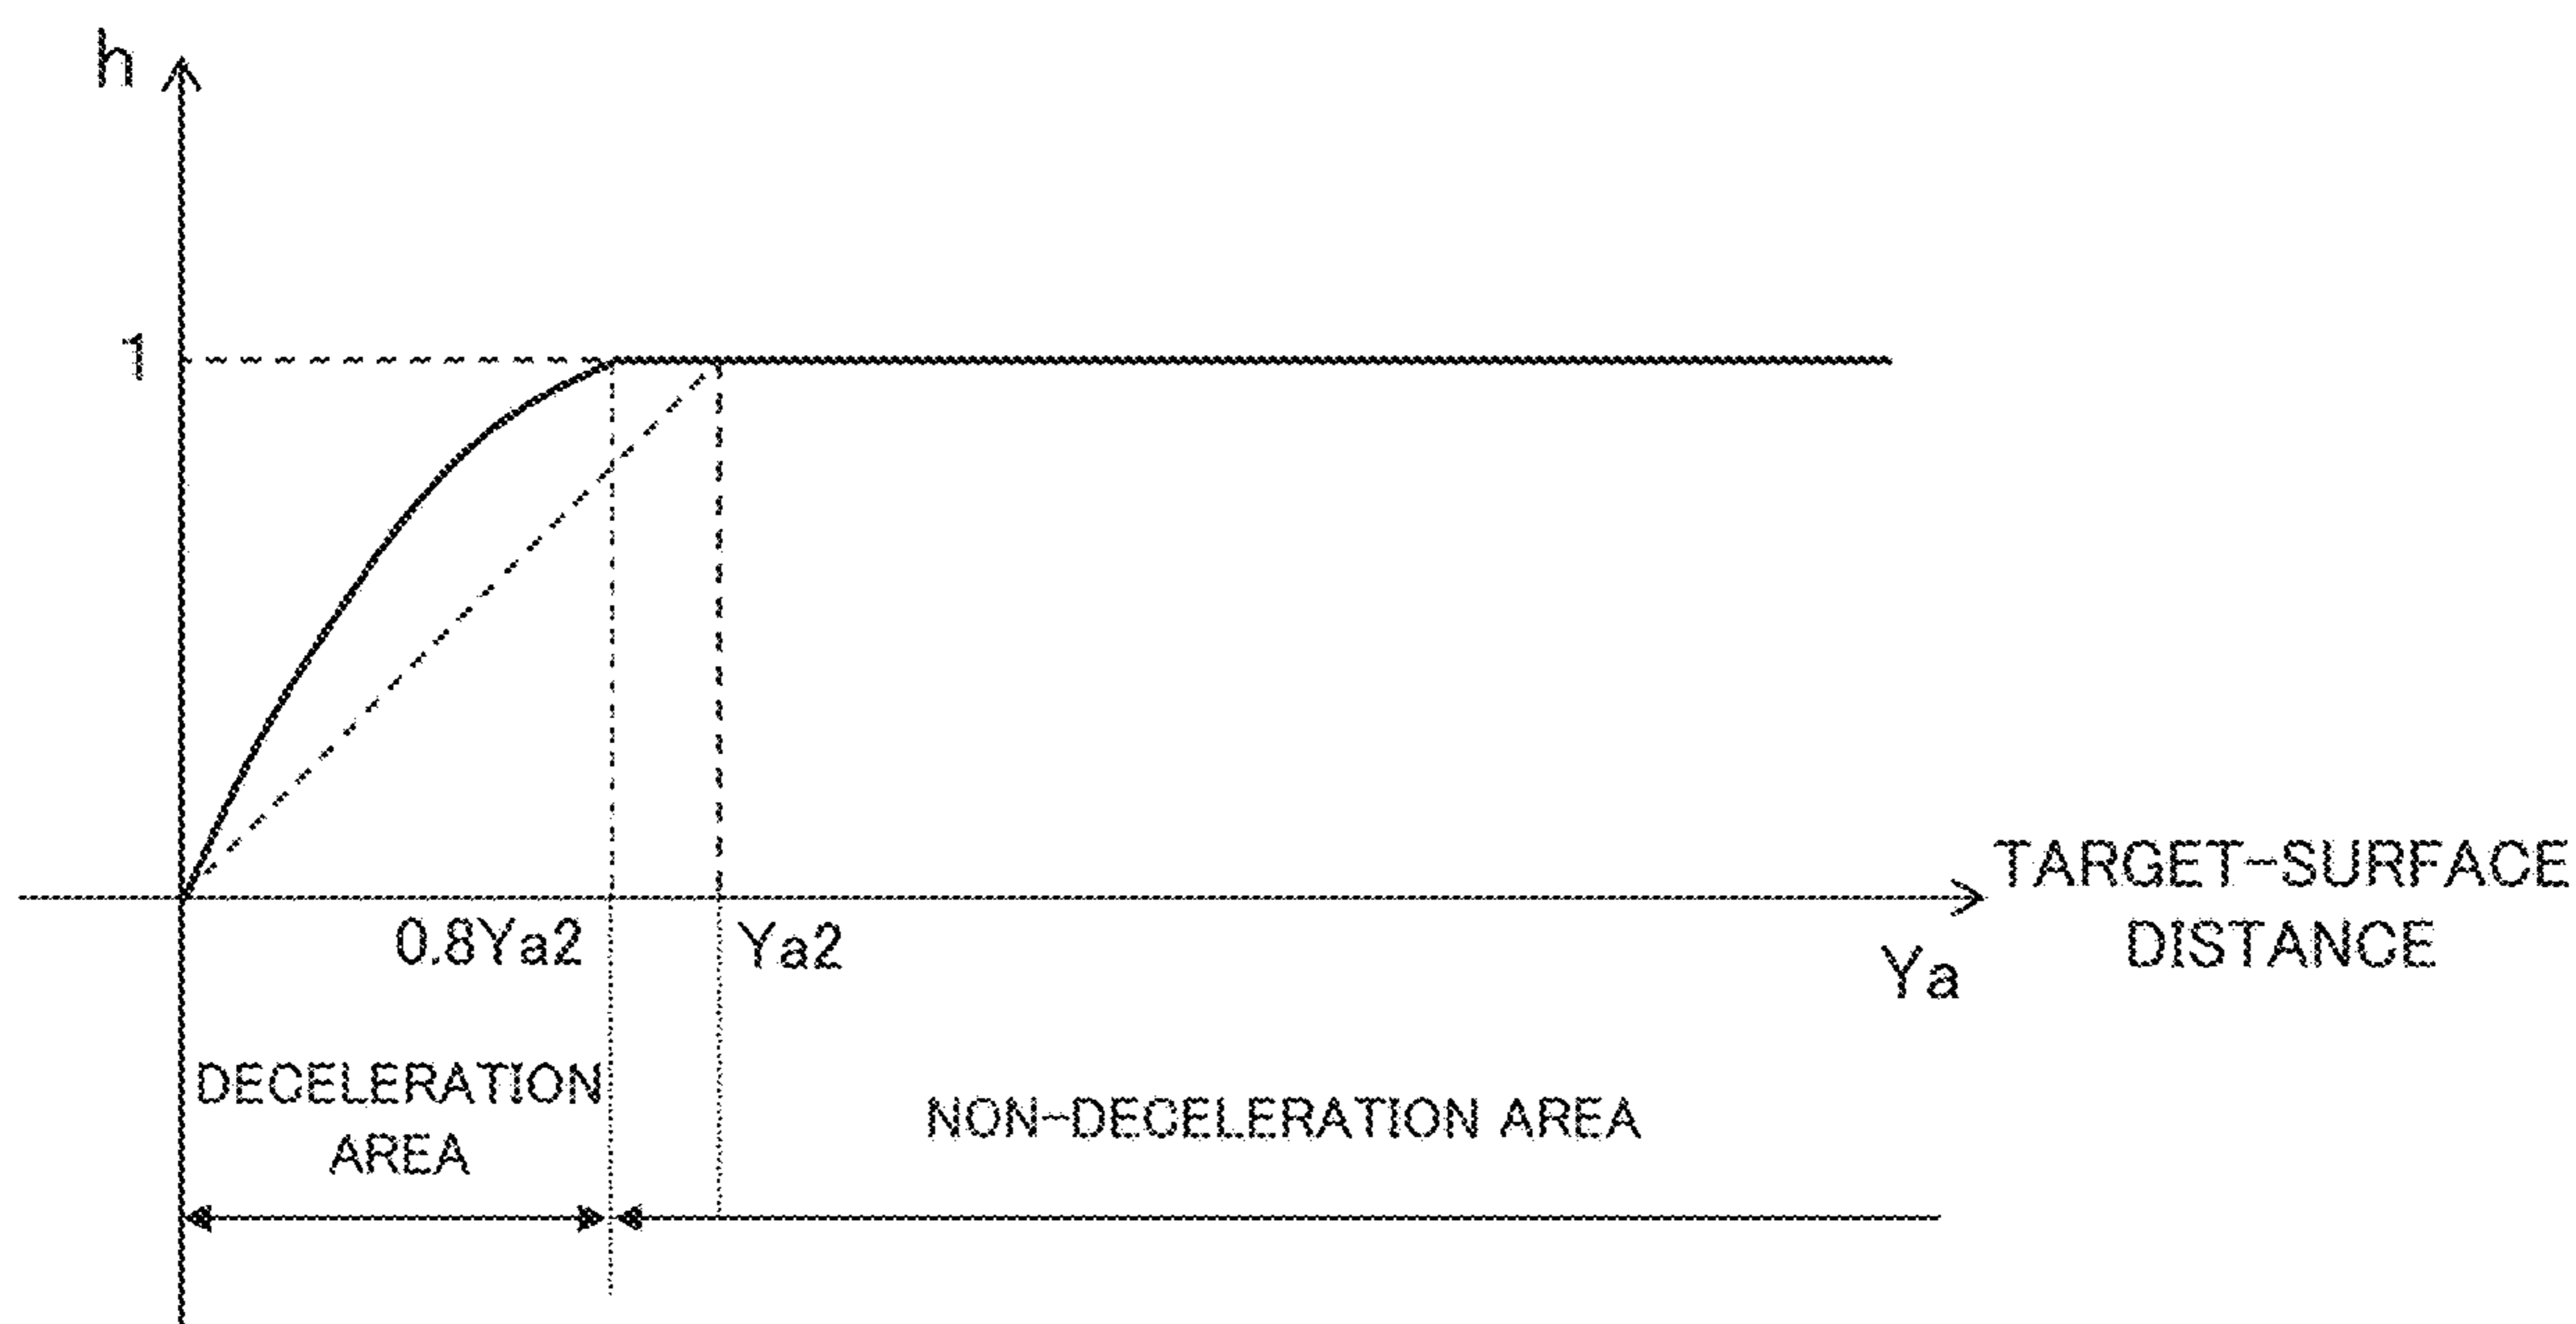 h
1
TARGET-SURFACE
DISTANCE
0.8Ya2
Ya2
Ya
DECELERATION
AREA
NON-DECELERATION AREA